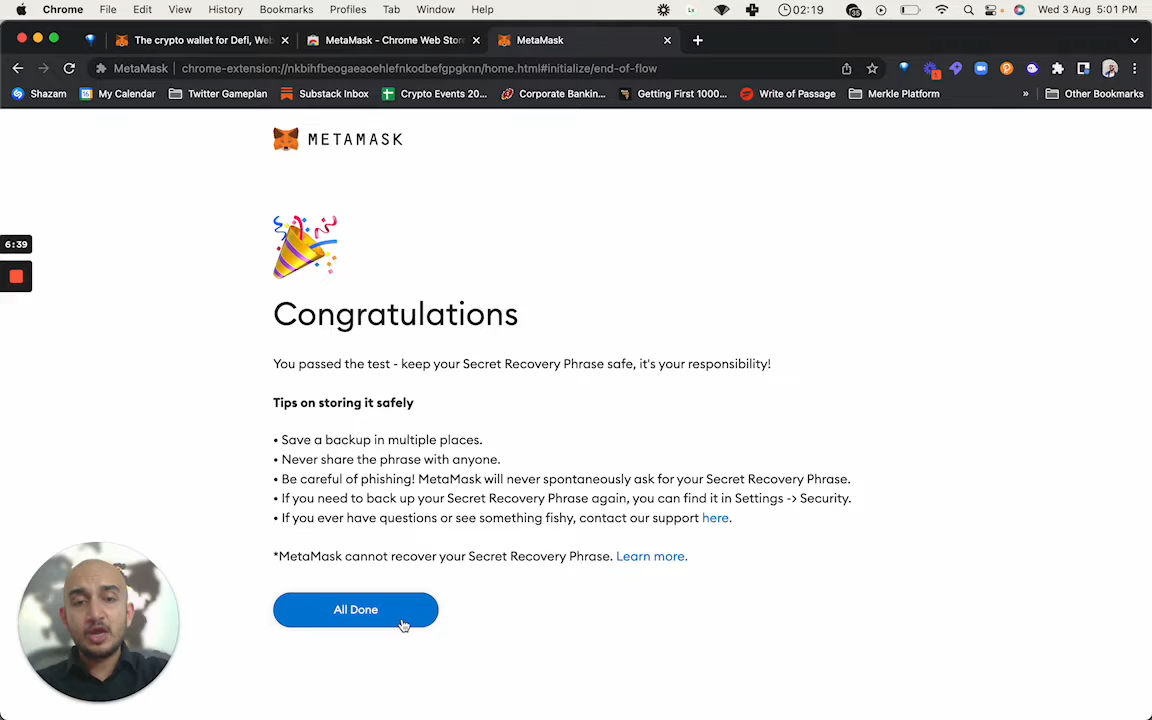 Chrome File Edit View History Bookmarks Profiles Tab Window Help 02:19 Wed 3 Aug 5:01 PM
The crypto wallet for Defi, Web MetaMask - Chrome Web Store MetaMask
MetaMask chrome-extension://nkbihfbeogaeaoehlefnkodbefgpgknn/home.html#initialize/end-of-flow
Shazam My Calendar Twitter Gameplan Substack Inbox Crypto Events 20... Corporate Bankin... Getting First 1000... Write of Passage Merkle Platform » Other Bookmarks
METAMASK
6:39
Congratulations
You passed the test - keep your Secret Recovery Phrase safe, it's your responsibility!
Tips on storing it safely
• Save a backup in multiple places.
• Never share the phrase with anyone.
• Be careful of phishing! MetaMask will never spontaneously ask for your Secret Recovery Phrase.
• If you need to back up your Secret Recovery Phrase again, you can find it in Settings -> Security.
• If you ever have questions or see something fishy, contact our support here.
*MetaMask cannot recover your Secret Recovery Phrase. Learn more.
All Done